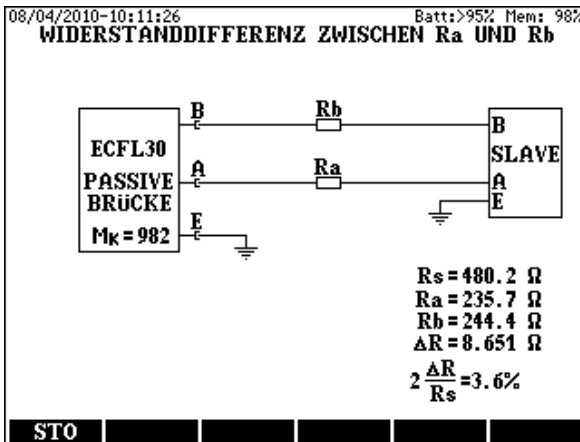 08/04/2010-10:11:26 Batt:>95% Mem: 98%
WIDERSTANDDIFFERENZ ZWISCHEN Ra UND Rb
B Rb B
ECFL30 SLAVE
A Ra A
PASSIVE E
BRÜCKE
E
MK=982
Rs=480.2 Ω
Ra=235.7 Ω
Rb=244.4 Ω
ΔR=8.651 Ω
2 ΔR/Rs=3.6%
STO